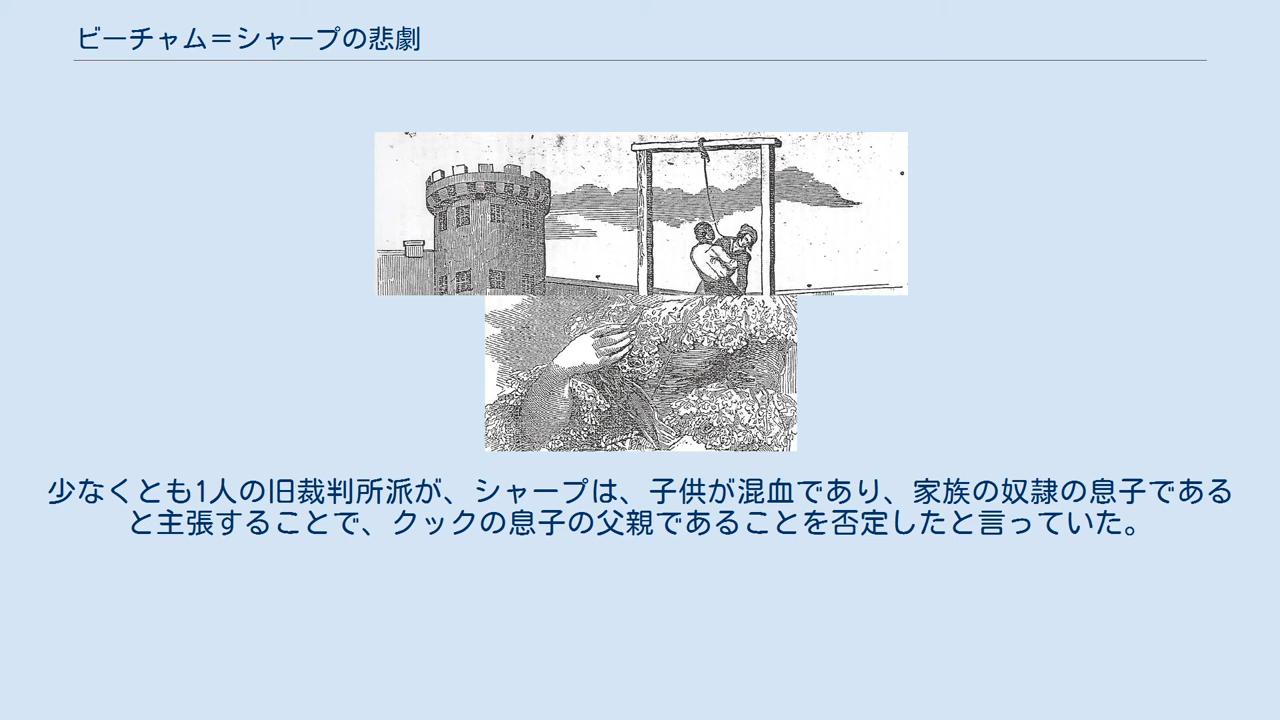 ビーチャム＝シャープの悲劇
少なくとも1人の旧裁判所派が、シャープは、子供が混血であり、家族の奴隷の息子である
と主張することで、クックの息子の父親であることを否定したと言っていた。